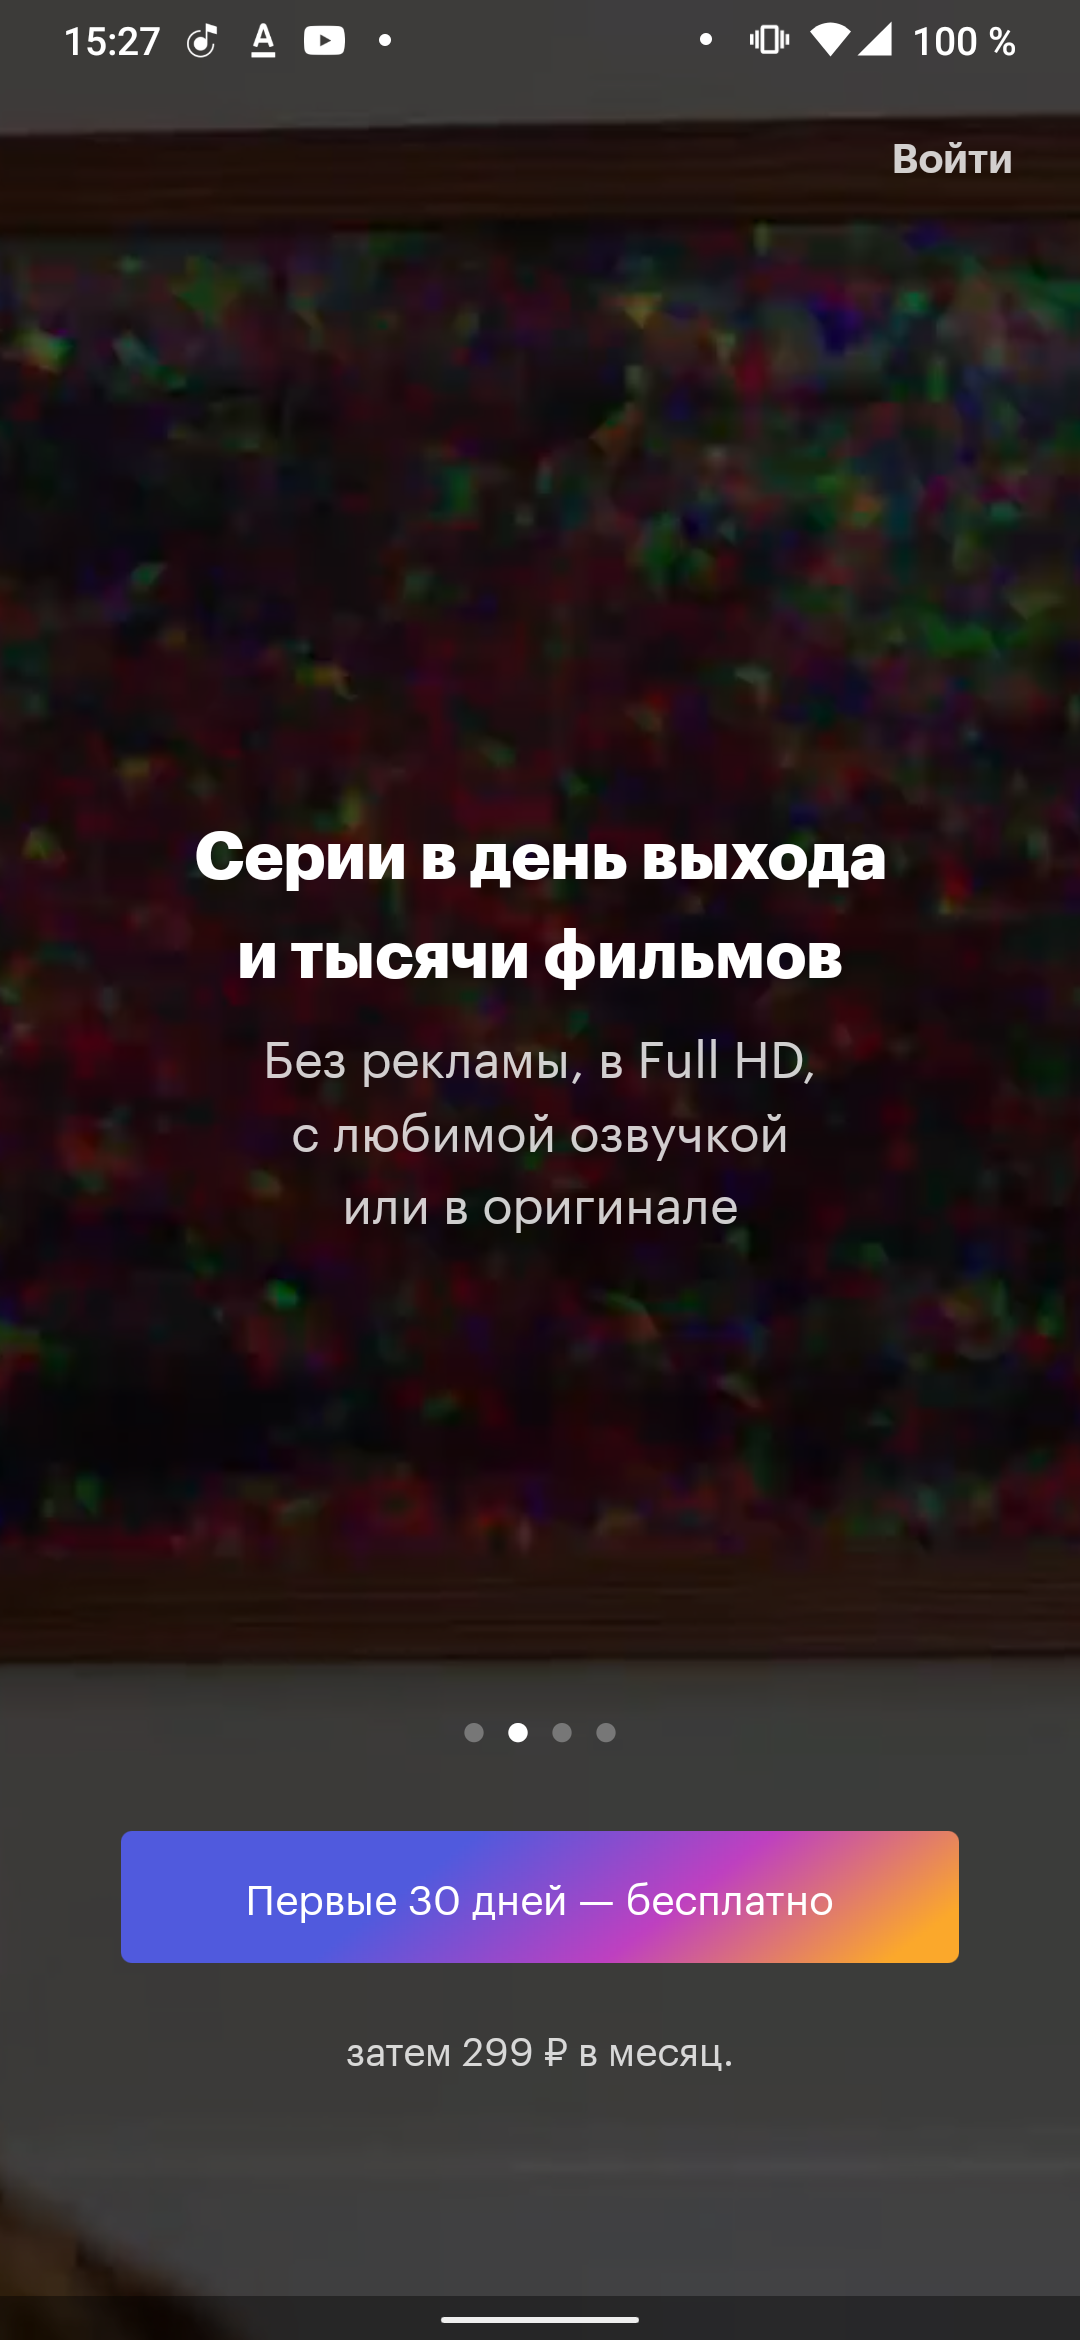 15:27
100 %
Войти
Серии в день выхода
и тысячи фильмов
Без рекламы, в Full HD,
с любимой озвучкой
или в оригинале
Первые 30 дней — бесплатно
затем 299 ₽ в месяц.